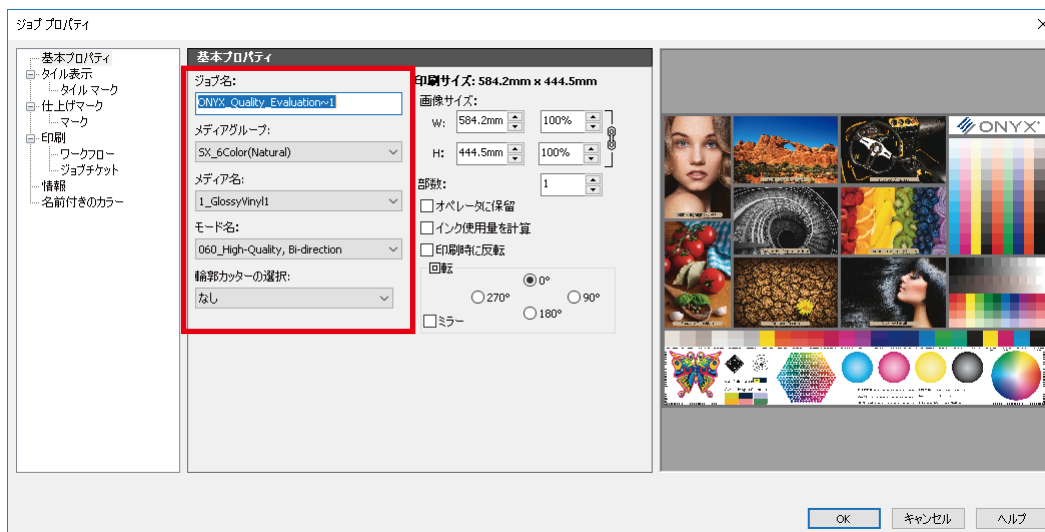 ジョブ プロパティ
基本プロパティ
タイル表示
タイル マーク
仕上げマーク
マーク
印刷
ワークフロー
ジョブチケット
情報
名前付きのカラー
基本プロパティ
ジョブ名:
ONYX_Quality_Evaluation~1
メディアグループ:
SX_6Color(Natural)
メディア名:
1_GlossyVinyl1
モード名:
060_High-Quality, Bi-direction
輪郭カッターの選択:
なし
印刷サイズ: 584.2mm x 444.5mm
画像サイズ:
W: 584.2mm 100%
H: 444.5mm 100%
部数: 1
オペレータに保留
インク使用量を計算
印刷時に反転
回転
0°
270° 90°
180°
ミラー
ONYX
OK キャンセル ヘルプ